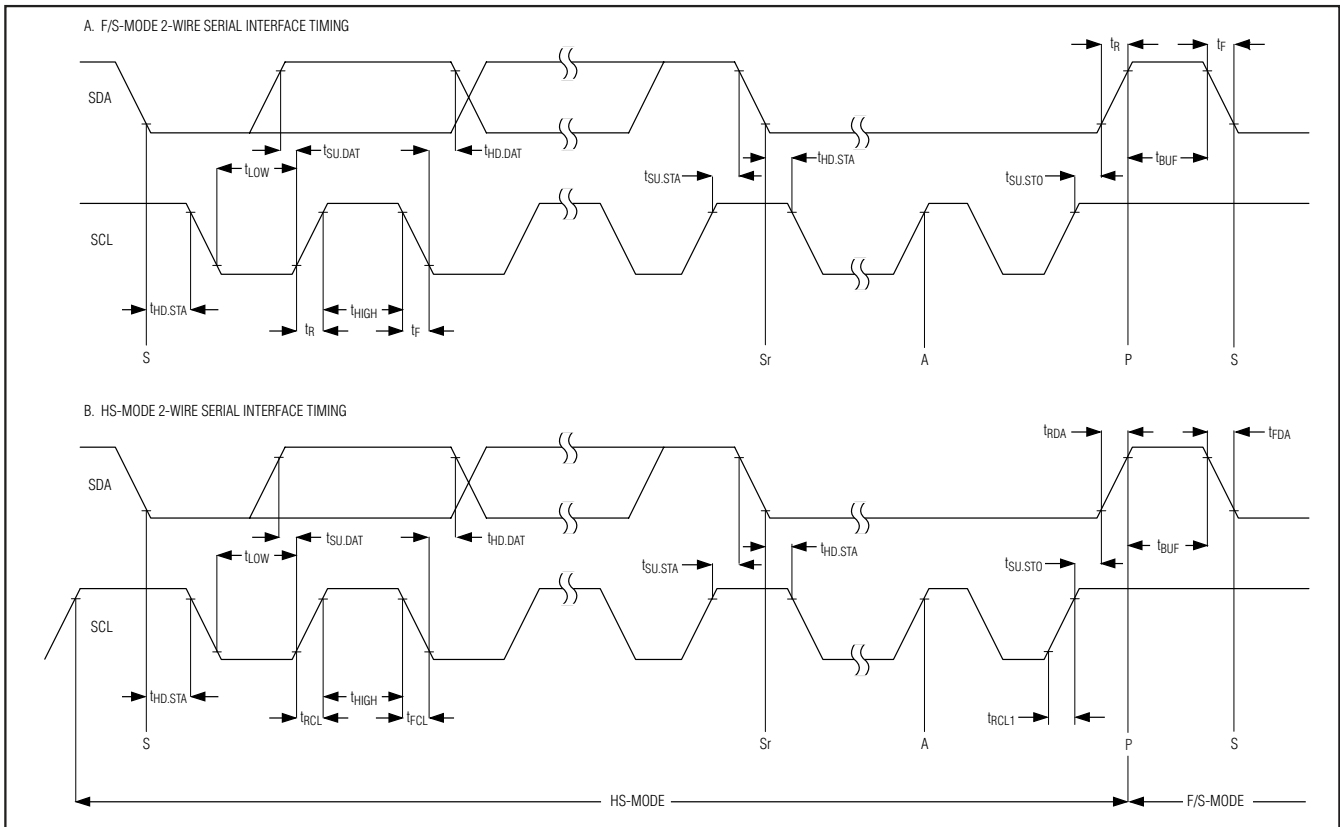 A. F/S-MODE 2-WIRE SERIAL INTERFACE TIMING
tR
tF
SDA
tSU.DAT
tHD.DAT
tLOW
tHD.STA
tBUF
tSU.STA
tSU.STO
SCL
tHD.STA
tHIGH
tR
tF
S
Sr
A
P
S
B. HS-MODE 2-WIRE SERIAL INTERFACE TIMING
tRDA
tFDA
SDA
tSU.DAT
tHD.DAT
tLOW
tHD.STA
tBUF
tSU.STA
tSU.STO
SCL
tHD.STA
tHIGH
tRCL
tFCL
tRCL1
S
Sr
A
P
S
HS-MODE
F/S-MODE